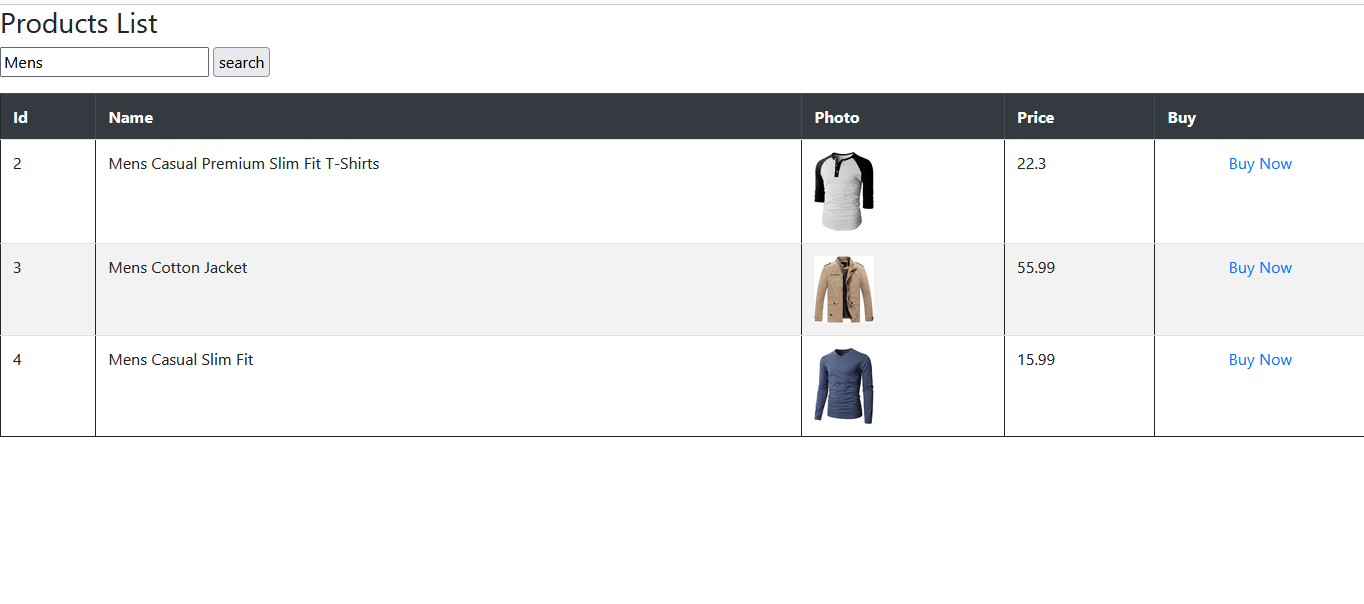 Products List
Mens search
Id Name Photo Price Buy
2 Mens Casual Premium Slim Fit T-Shirts 22.3 Buy Now
3 Mens Cotton Jacket 55.99 Buy Now
4 Mens Casual Slim Fit 15.99 Buy Now